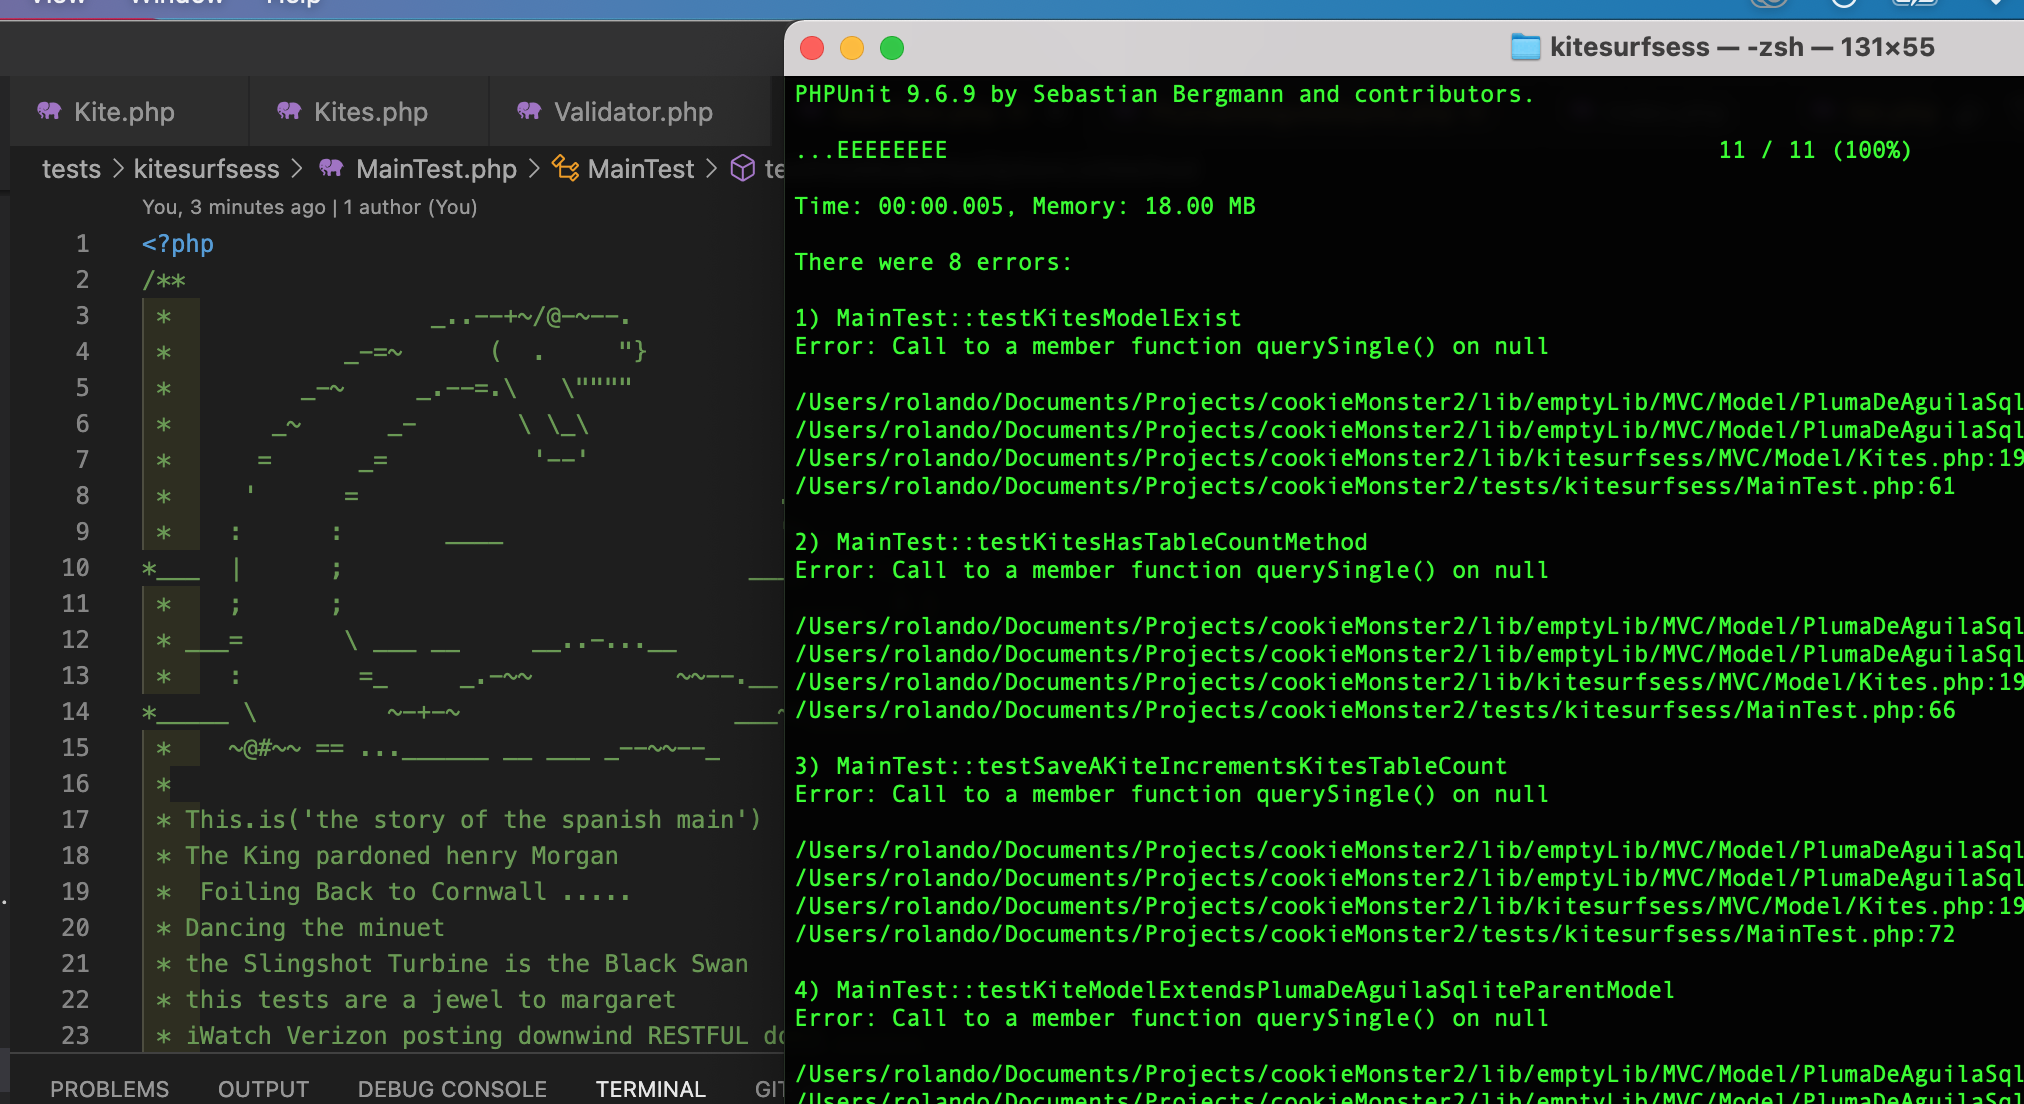 View Window Help
Kite.php Kites.php Validator.php
tests > kitesurfsess > MainTest.php > MainTest > te
You, 3 minutes ago | 1 author (You)
1 <?php
2 /**
3 * _..--+~/@-~--.
4 * _-=~ ( . "}
5 * _-~ _.--=.\ \""""
6 * _~ _- \ \_\
7 * = _= '--'
8 * ' =
9 * : : ____
10 *___ | ; ___
11 * ; ;
12 * ___= \ ___ __ __..-...__
13 * : =_ _.-~~ ~~--.__
14 *_____ \ ~-+-~ ___~
15 * ~@#~~ == ...______ __ ___ _--~~--_
16 *
17 * This.is('the story of the spanish main')
18 * The King pardoned henry Morgan
19 * Foiling Back to Cornwall .....
20 * Dancing the minuet
21 * the Slingshot Turbine is the Black Swan
22 * this tests are a jewel to margaret
23 * iWatch Verizon posting downwind RESTFUL do
PROBLEMS OUTPUT DEBUG CONSOLE TERMINAL GIT
kitesurfsess — -zsh — 131×55
PHPUnit 9.6.9 by Sebastian Bergmann and contributors.
...EEEEEEEE 11 / 11 (100%)
Time: 00:00.005, Memory: 18.00 MB
There were 8 errors:
1) MainTest::testKitesModelExist
Error: Call to a member function querySingle() on null
/Users/rolando/Documents/Projects/cookieMonster2/lib/emptyLib/MVC/Model/PlumaDeAguilaSql
/Users/rolando/Documents/Projects/cookieMonster2/lib/emptyLib/MVC/Model/PlumaDeAguilaSql
/Users/rolando/Documents/Projects/cookieMonster2/lib/kitesurfsess/MVC/Model/Kites.php:19
/Users/rolando/Documents/Projects/cookieMonster2/tests/kitesurfsess/MainTest.php:61
2) MainTest::testKitesHasTableCountMethod
Error: Call to a member function querySingle() on null
/Users/rolando/Documents/Projects/cookieMonster2/lib/emptyLib/MVC/Model/PlumaDeAguilaSql
/Users/rolando/Documents/Projects/cookieMonster2/lib/emptyLib/MVC/Model/PlumaDeAguilaSql
/Users/rolando/Documents/Projects/cookieMonster2/lib/kitesurfsess/MVC/Model/Kites.php:19
/Users/rolando/Documents/Projects/cookieMonster2/tests/kitesurfsess/MainTest.php:66
3) MainTest::testSaveAKiteIncrementsKitesTableCount
Error: Call to a member function querySingle() on null
/Users/rolando/Documents/Projects/cookieMonster2/lib/emptyLib/MVC/Model/PlumaDeAguilaSql
/Users/rolando/Documents/Projects/cookieMonster2/lib/emptyLib/MVC/Model/PlumaDeAguilaSql
/Users/rolando/Documents/Projects/cookieMonster2/lib/kitesurfsess/MVC/Model/Kites.php:19
/Users/rolando/Documents/Projects/cookieMonster2/tests/kitesurfsess/MainTest.php:72
4) MainTest::testKiteModelExtendsPlumaDeAguilaSqliteParentModel
Error: Call to a member function querySingle() on null
/Users/rolando/Documents/Projects/cookieMonster2/lib/emptyLib/MVC/Model/PlumaDeAguilaSql
/Users/rolando/Documents/Projects/cookieMonster2/lib/emptyLib/MVC/Model/PlumaDeAguilaSql